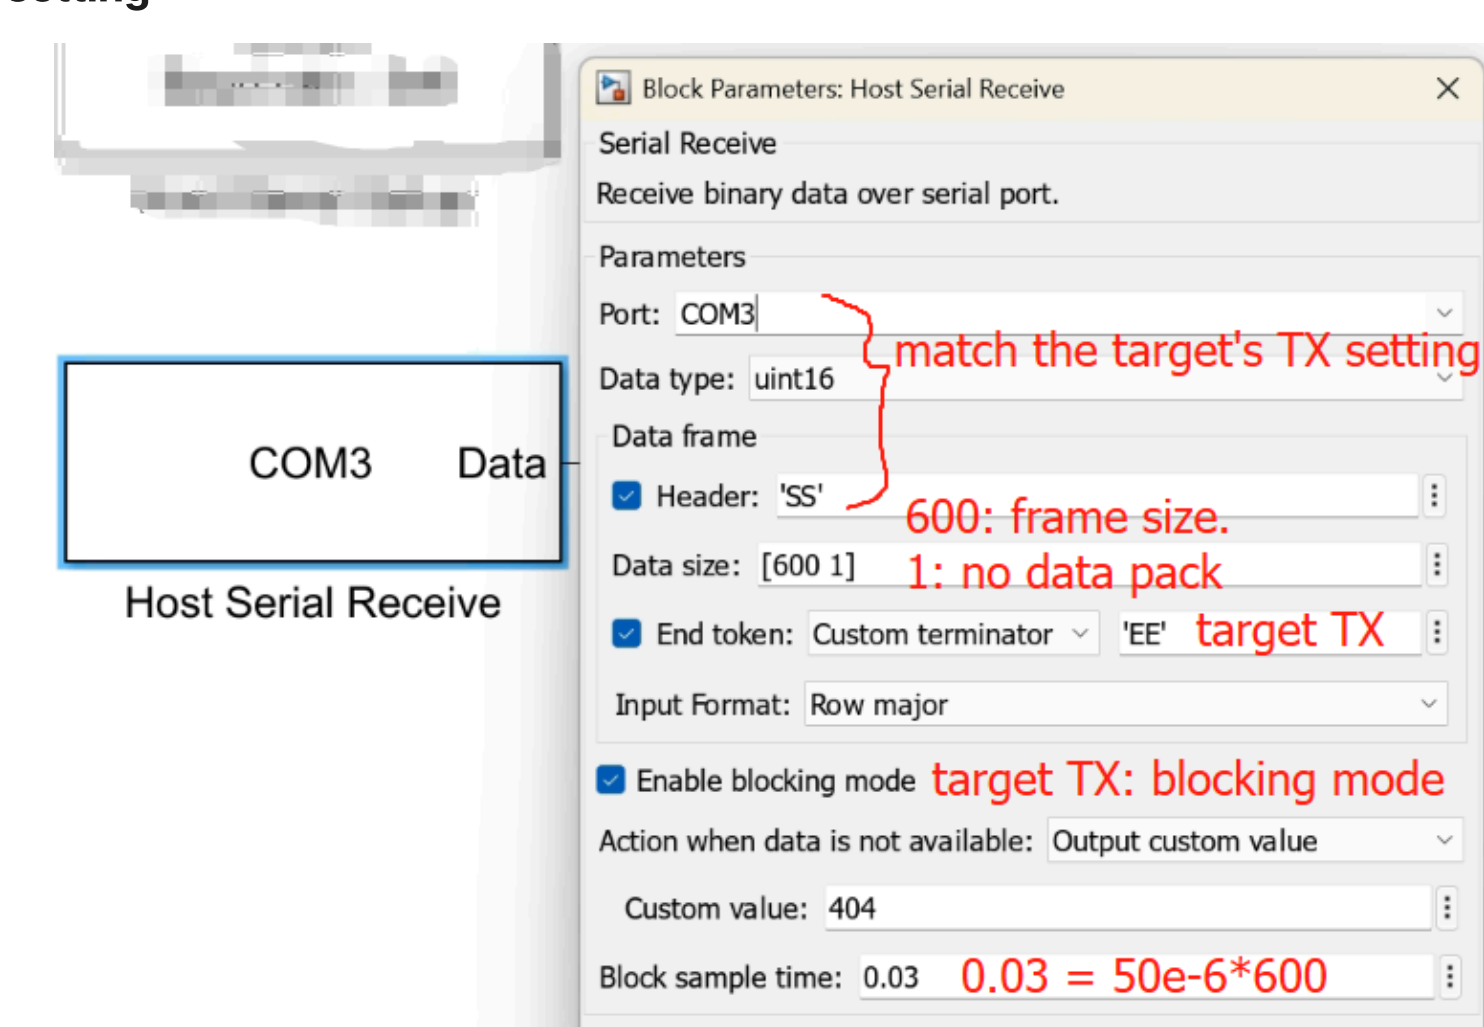 Block Parameters: Host Serial Receive
Serial Receive
Receive binary data over serial port.
Parameters
Port: COM3
match the target's TX setting
Data type: uint16
Data frame
COM3 Data
Header: 'SS'
600: frame size.
Data size: [600 1]
1: no data pack
Host Serial Receive
End token: Custom terminator 'EE' target TX
Input Format: Row major
Enable blocking mode target TX: blocking mode
Action when data is not available: Output custom value
Custom value: 404
Block sample time: 0.03 0.03 = 50e-6*600